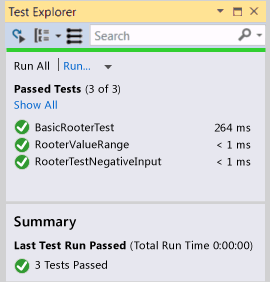 Test Explorer
Search
Run All | Run...
Passed Tests (3 of 3)
Show All
BasicRooterTest 264 ms
RooterValueRange < 1 ms
RooterTestNegativeInput < 1 ms
Summary
Last Test Run Passed (Total Run Time 0:00:00)
3 Tests Passed